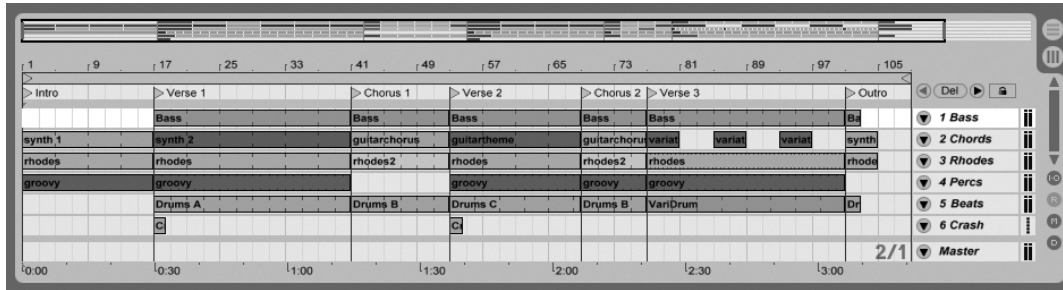 1 9 17 25 33 41 49 57 65 73 81 89 97 105
Intro Verse 1 Chorus 1 Verse 2 Chorus 2 Verse 3 Outro Del
Bass Bass Bass Bass Bass Ba 1 Bass
synth 1 synth 2 guitarchorus guitartheme guitarchorus variat variat variat synth 2 Chords
rhodes rhodes rhodes2 rhodes rhodes2 rhodes rhode 3 Rhodes
groovy groovy groovy groovy groovy 4 Percs
Drums A Drums B Drums C Drums B VariDrum Dr 5 Beats
C C 6 Crash
2/1 Master
0:00 0:30 1:00 1:30 2:00 2:30 3:00
I·O
R
M
D